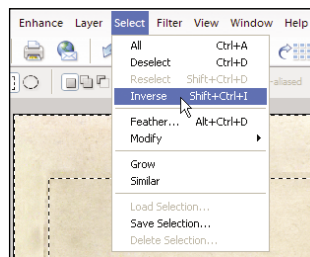 Enhance Layer Select Filter View Window Help
All Ctrl+A
Deselect Ctrl+D
Reselect Shift+Ctrl+D
Inverse Shift+Ctrl+I
Feather... Alt+Ctrl+D
Modify
Grow
Similar
Load Selection...
Save Selection...
Delete Selection...
-aliased